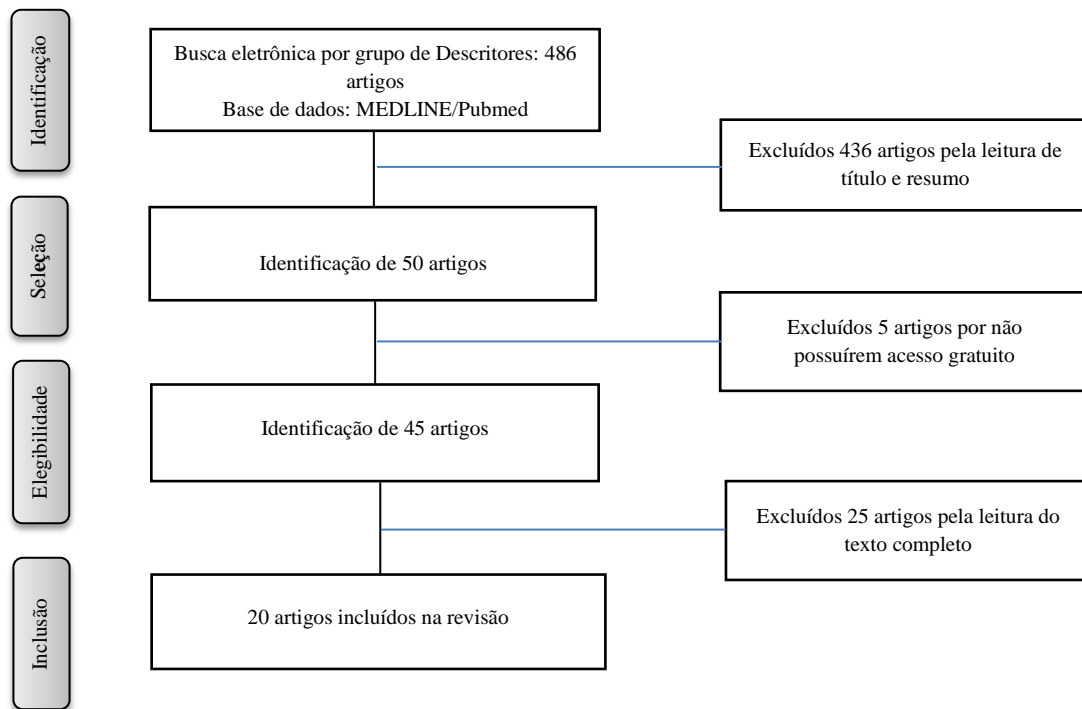 Identificação
Busca eletrônica por grupo de Descritores: 486
artigos
Base de dados: MEDLINE/Pubmed
Excluídos 436 artigos pela leitura de
título e resumo
Seleção
Identificação de 50 artigos
Excluídos 5 artigos por não
possuírem acesso gratuito
Elegibilidade
Identificação de 45 artigos
Excluídos 25 artigos pela leitura do
texto completo
Inclusão
20 artigos incluídos na revisão